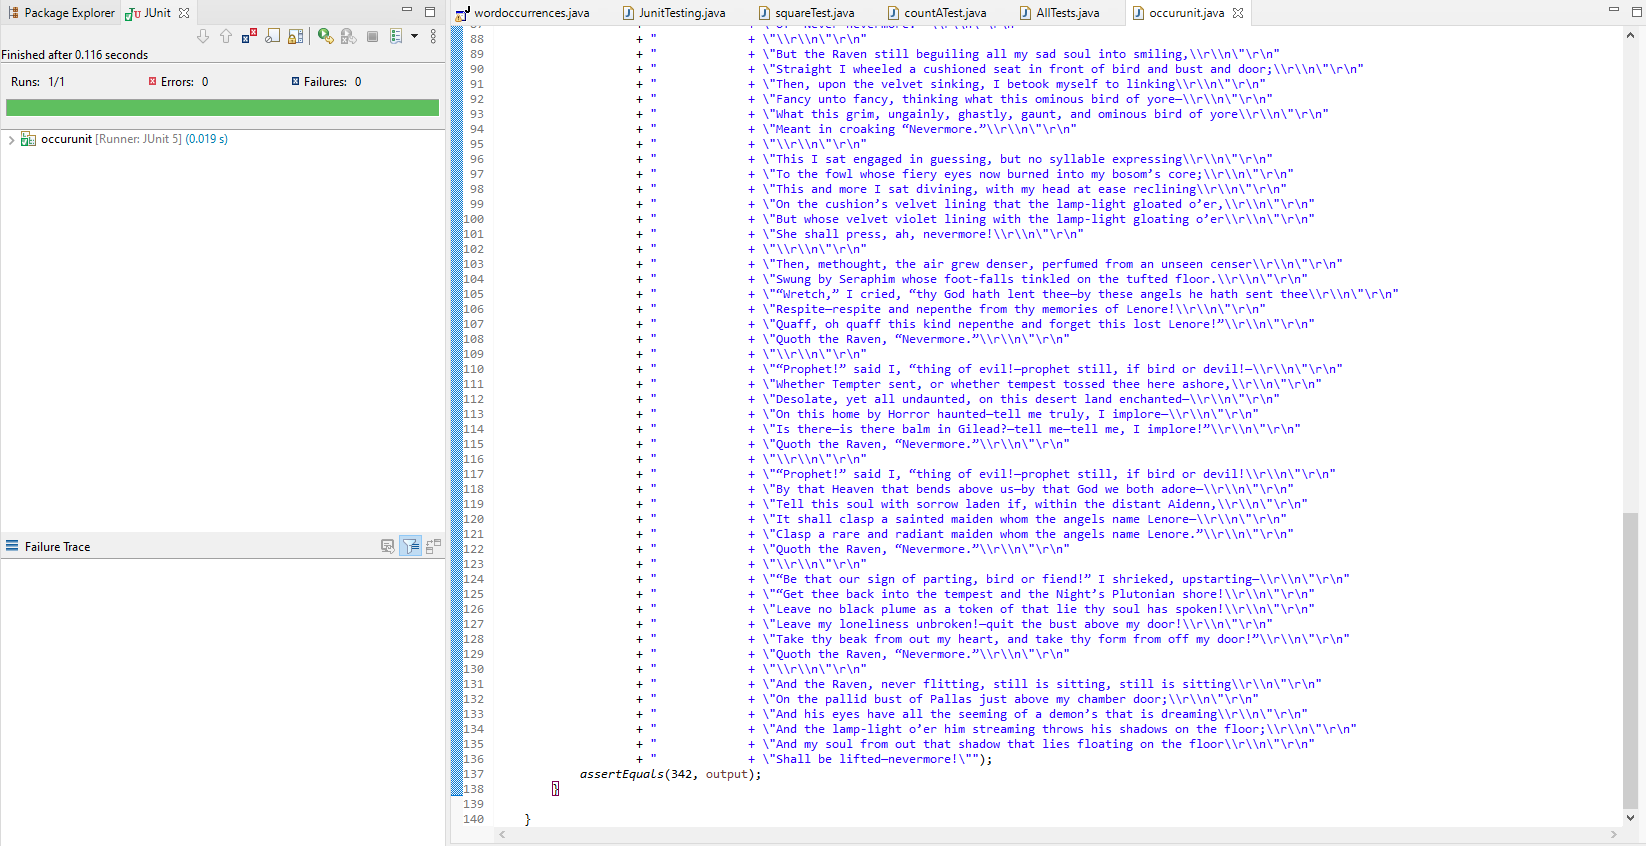 Package Explorer JUnit
Finished after 0.116 seconds
Runs: 1/1 Errors: 0 Failures: 0
occurunit [Runner: JUnit 5] (0.019 s)
Failure Trace
wordoccurrences.java JunitTesting.java squareTest.java countATest.java AllTests.java occurunit.java
88 + " + \"\\r\\n\"\r\n"
89 + " + \"But the Raven still beguiling all my sad soul into smiling,\\r\\n\"\r\n"
90 + " + \"Straight I wheeled a cushioned seat in front of bird and bust and door;\\r\\n\"\r\n"
91 + " + \"Then, upon the velvet sinking, I betook myself to linking\\r\\n\"\r\n"
92 + " + \"Fancy unto fancy, thinking what this ominous bird of yore—\\r\\n\"\r\n"
93 + " + \"What this grim, ungainly, ghastly, gaunt, and ominous bird of yore\\r\\n\"\r\n"
94 + " + \"Meant in croaking “Nevermore.”\\r\\n\"\r\n"
95 + " + \"\\r\\n\"\r\n"
96 + " + \"This I sat engaged in guessing, but no syllable expressing\\r\\n\"\r\n"
97 + " + \"To the fowl whose fiery eyes now burned into my bosom’s core;\\r\\n\"\r\n"
98 + " + \"This and more I sat divining, with my head at ease reclining\\r\\n\"\r\n"
99 + " + \"On the cushion’s velvet lining that the lamp-light gloated o’er,\\r\\n\"\r\n"
100 + " + \"But whose velvet violet lining with the lamp-light gloating o’er\\r\\n\"\r\n"
101 + " + \"She shall press, ah, nevermore!\\r\\n\"\r\n"
102 + " + \"\\r\\n\"\r\n"
103 + " + \"Then, methought, the air grew denser, perfumed from an unseen censer\\r\\n\"\r\n"
104 + " + \"Swung by Seraphim whose foot-falls tinkled on the tufted floor.\\r\\n\"\r\n"
105 + " + \"“Wretch,” I cried, “thy God hath lent thee—by these angels he hath sent thee\\r\\n\"\r\n"
106 + " + \"Respite—respite and nepenthe from thy memories of Lenore!\\r\\n\"\r\n"
107 + " + \"Quaff, oh quaff this kind nepenthe and forget this lost Lenore!”\\r\\n\"\r\n"
108 + " + \"Quoth the Raven, “Nevermore.”\\r\\n\"\r\n"
109 + " + \"\\r\\n\"\r\n"
110 + " + \"“Prophet!” said I, “thing of evil!—prophet still, if bird or devil!—\\r\\n\"\r\n"
111 + " + \"Whether Tempter sent, or whether tempest tossed thee here ashore,\\r\\n\"\r\n"
112 + " + \"Desolate, yet all undaunted, on this desert land enchanted—\\r\\n\"\r\n"
113 + " + \"On this home by Horror haunted—tell me truly, I implore—\\r\\n\"\r\n"
114 + " + \"Is there—is there balm in Gilead?—tell me—tell me, I implore!”\\r\\n\"\r\n"
115 + " + \"Quoth the Raven, “Nevermore.”\\r\\n\"\r\n"
116 + " + \"\\r\\n\"\r\n"
117 + " + \"“Prophet!” said I, “thing of evil!—prophet still, if bird or devil!\\r\\n\"\r\n"
118 + " + \"By that Heaven that bends above us—by that God we both adore—\\r\\n\"\r\n"
119 + " + \"Tell this soul with sorrow laden if, within the distant Aidenn,\\r\\n\"\r\n"
120 + " + \"It shall clasp a sainted maiden whom the angels name Lenore—\\r\\n\"\r\n"
121 + " + \"Clasp a rare and radiant maiden whom the angels name Lenore.”\\r\\n\"\r\n"
122 + " + \"Quoth the Raven, “Nevermore.”\\r\\n\"\r\n"
123 + " + \"\\r\\n\"\r\n"
124 + " + \"“Be that our sign of parting, bird or fiend!” I shrieked, upstarting—\\r\\n\"\r\n"
125 + " + \"“Get thee back into the tempest and the Night’s Plutonian shore!\\r\\n\"\r\n"
126 + " + \"Leave no black plume as a token of that lie thy soul has spoken!\\r\\n\"\r\n"
127 + " + \"Leave my loneliness unbroken!—quit the bust above my door!\\r\\n\"\r\n"
128 + " + \"Take thy beak from out my heart, and take thy form from off my door!”\\r\\n\"\r\n"
129 + " + \"Quoth the Raven, “Nevermore.”\\r\\n\"\r\n"
130 + " + \"\\r\\n\"\r\n"
131 + " + \"And the Raven, never flitting, still is sitting, still is sitting\\r\\n\"\r\n"
132 + " + \"On the pallid bust of Pallas just above my chamber door;\\r\\n\"\r\n"
133 + " + \"And his eyes have all the seeming of a demon’s that is dreaming\\r\\n\"\r\n"
134 + " + \"And the lamp-light o’er him streaming throws his shadows on the floor;\\r\\n\"\r\n"
135 + " + \"And my soul from out that shadow that lies floating on the floor\\r\\n\"\r\n"
136 + " + \"Shall be lifted—nevermore!\"");
137 assertEquals(342, output);
138 }
139
140 }